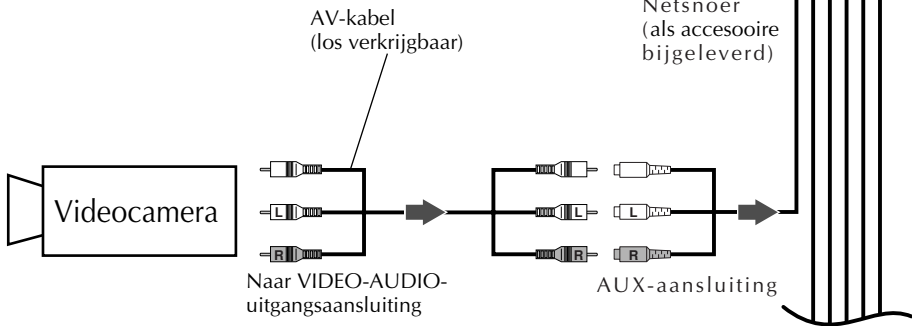 AV-kabel
(los verkrijgbaar)
Netsnoer
(als accesooire
bijgeleverd)
Videocamera
L
R
L
R
L
R
Naar VIDEO-AUDIO-
uitgangsaansluiting
AUX-aansluiting